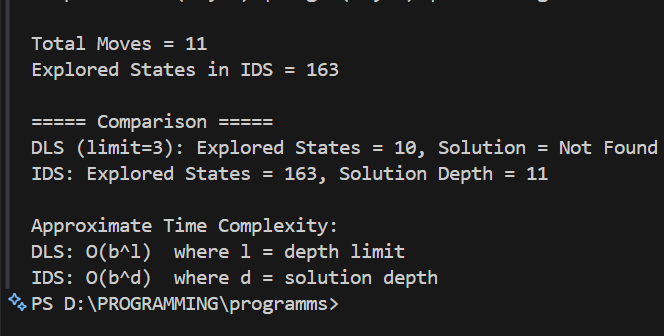 Total Moves = 11
Explored States in IDS = 163
===== Comparison =====
DLS (limit=3): Explored States = 10, Solution = Not Found
IDS: Explored States = 163, Solution Depth = 11
Approximate Time Complexity:
DLS: O(b^l)  where l = depth limit
IDS: O(b^d)  where d = solution depth
PS D:\PROGRAMMING\programms>